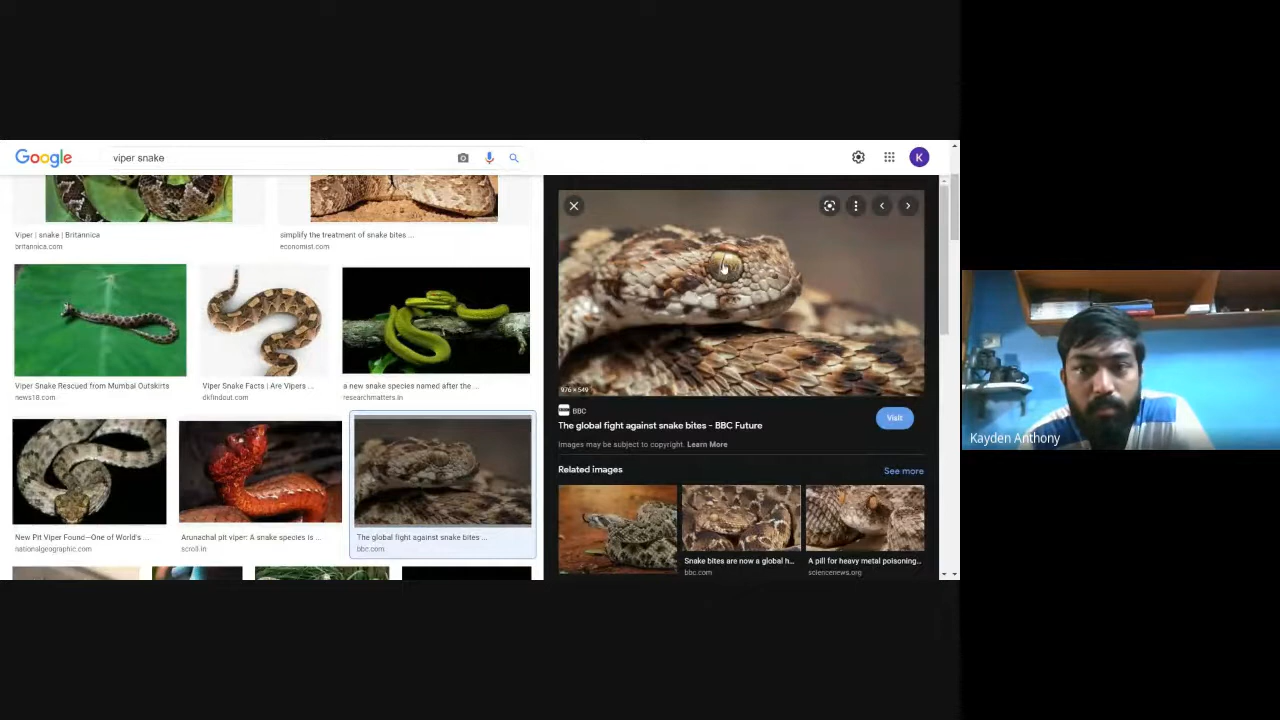 Google
viper snake
K
Viper | snake | Britannica
britannica.com
simplify the treatment of snake bites ...
economist.com
Viper Snake Rescued from Mumbai Outskirts
news18.com
Viper Snake Facts | Are Vipers ...
dkfindout.com
a new snake species named after the ...
researchmatters.in
New Pit Viper Found—One of World's ...
nationalgeographic.com
Arunachal pit viper: A snake species is ...
scroll.in
The global fight against snake bites ...
bbc.com
976 × 549
BBC
The global fight against snake bites - BBC Future
Visit
Images may be subject to copyright. Learn More
Related images
See more
Snake bites are now a global h...
bbc.com
A pill for heavy metal poisoning...
sciencenews.org
Kayden Anthony